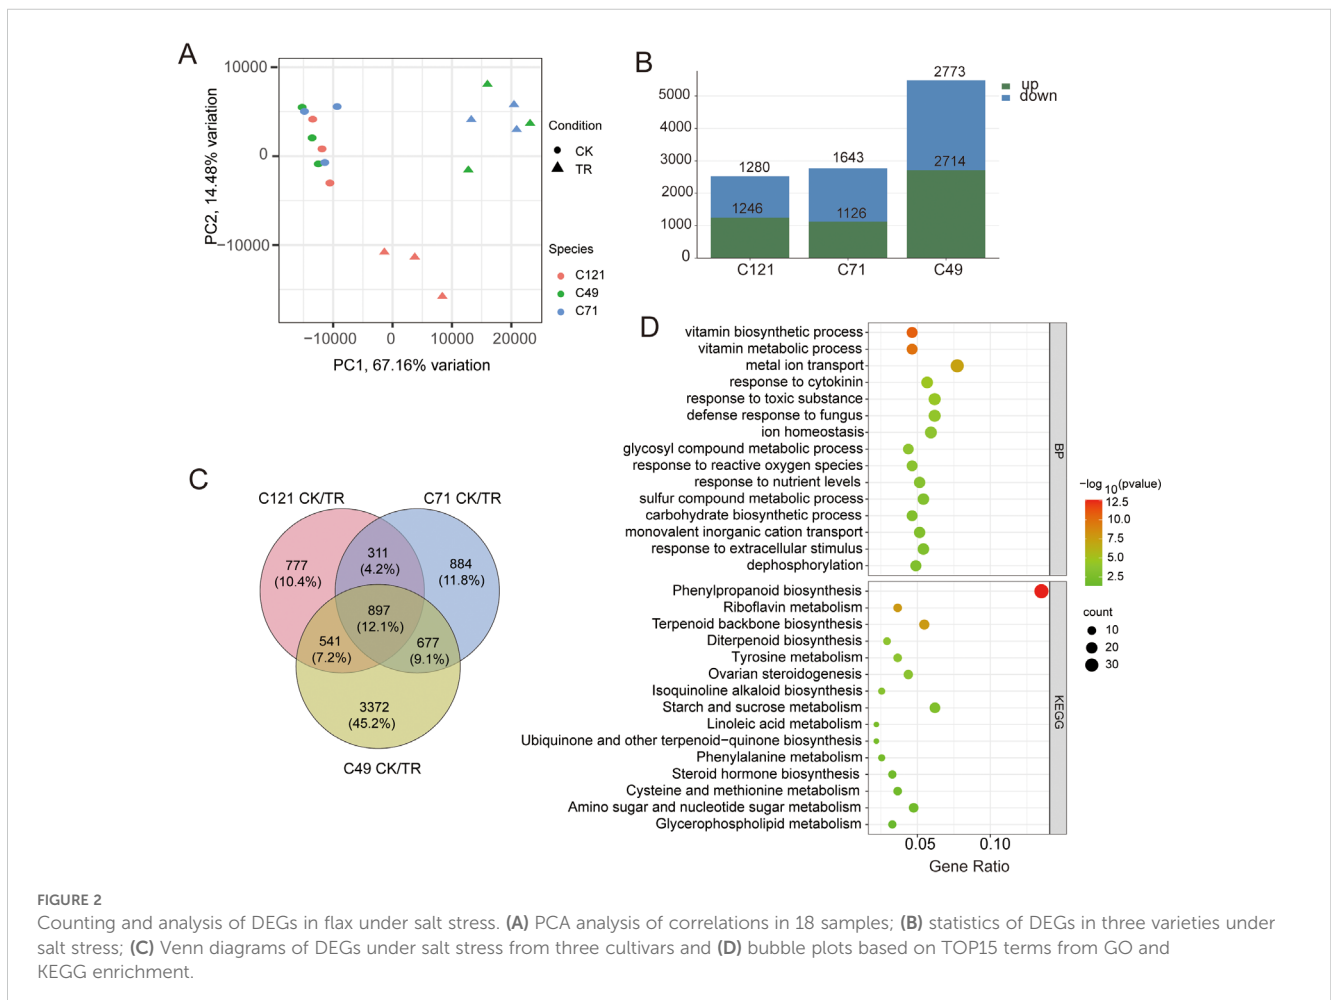 A
10000
0
−10000
PC2, 14.48% variation
−10000
0
10000
20000
PC1, 67.16% variation
Condition
CK
TR
Species
C121
C49
C71
B
5000
4000
3000
2000
1000
0
1280
1246
1643
1126
2773
2714
C121
C71
C49
up
down
C
C121 CK/TR
C71 CK/TR
777
(10.4%)
311
(4.2%)
884
(11.8%)
897
(12.1%)
541
(7.2%)
677
(9.1%)
3372
(45.2%)
C49 CK/TR
D
vitamin biosynthetic process
vitamin metabolic process
metal ion transport
response to cytokinin
response to toxic substance
defense response to fungus
ion homeostasis
glycosyl compound metabolic process
response to reactive oxygen species
response to nutrient levels
sulfur compound metabolic process
carbohydrate biosynthetic process
monovalent inorganic cation transport
response to extracellular stimulus
dephosphorylation
BP
Phenylpropanoid biosynthesis
Riboflavin metabolism
Terpenoid backbone biosynthesis
Diterpenoid biosynthesis
Tyrosine metabolism
Ovarian steroidogenesis
Isoquinoline alkaloid biosynthesis
Starch and sucrose metabolism
Linoleic acid metabolism
Ubiquinone and other terpenoid−quinone biosynthesis
Phenylalanine metabolism
Steroid hormone biosynthesis
Cysteine and methionine metabolism
Amino sugar and nucleotide sugar metabolism
Glycerophospholipid metabolism
KEGG
0.05
0.10
Gene Ratio
−log10(pvalue)
12.5
10.0
7.5
5.0
2.5
count
10
20
30
FIGURE 2
Counting and analysis of DEGs in flax under salt stress. (A) PCA analysis of correlations in 18 samples; (B) statistics of DEGs in three varieties under
salt stress; (C) Venn diagrams of DEGs under salt stress from three cultivars and (D) bubble plots based on TOP15 terms from GO and
KEGG enrichment.